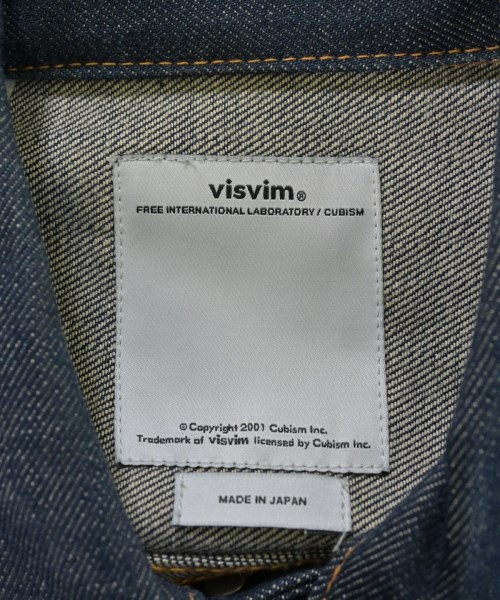 visvim®
FREE INTERNATIONAL LABORATORY / CUBISM
© Copyright 2001 Cubism Inc.
Trademark of visvim licensed by Cubism Inc.
MADE IN JAPAN